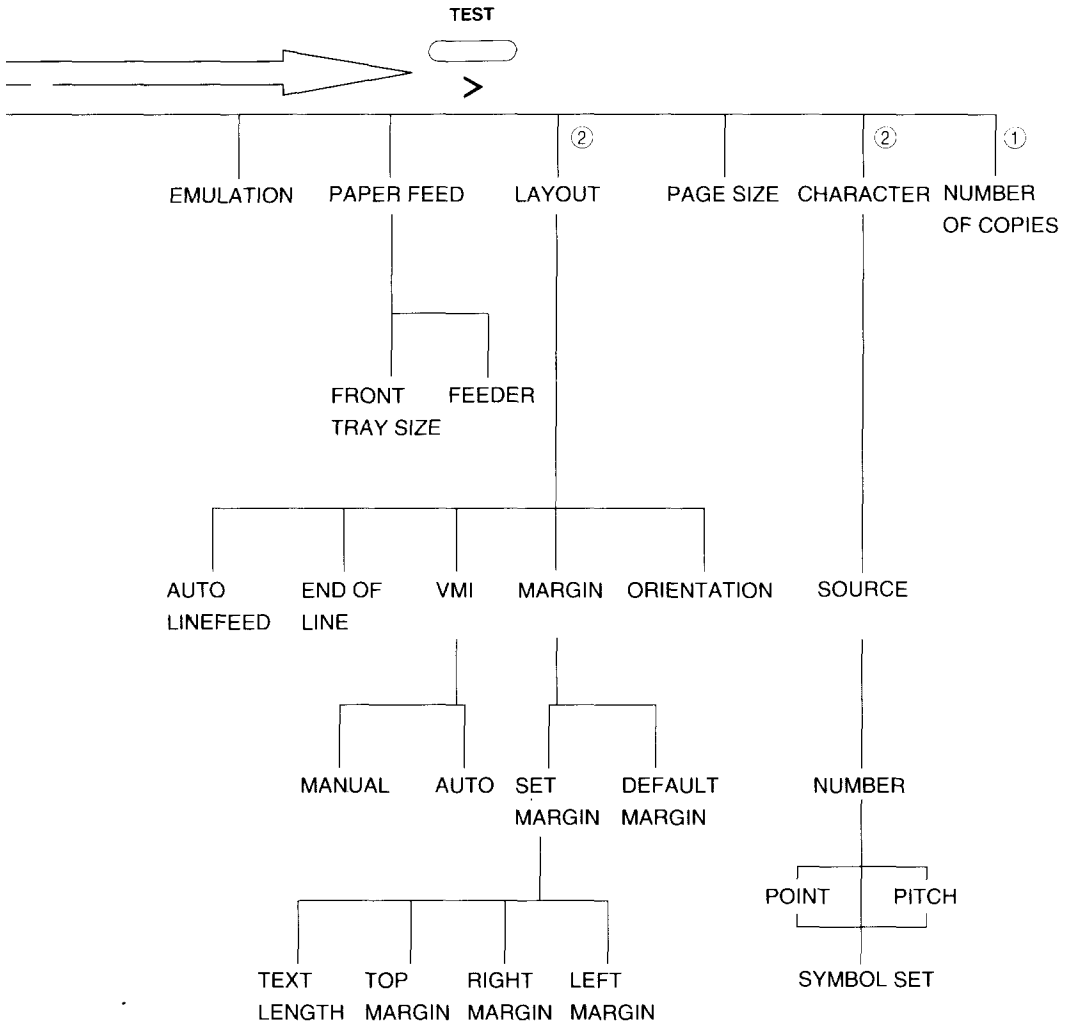 TEST
>
② ② ①
EMULATION PAPER FEED LAYOUT PAGE SIZE CHARACTER NUMBER
OF COPIES
FRONT FEEDER
TRAY SIZE
AUTO END OF VMI MARGIN ORIENTATION SOURCE
LINEFEED LINE
MANUAL AUTO SET DEFAULT NUMBER
MARGIN MARGIN
POINT PITCH
TEXT TOP RIGHT LEFT SYMBOL SET
LENGTH MARGIN MARGIN MARGIN